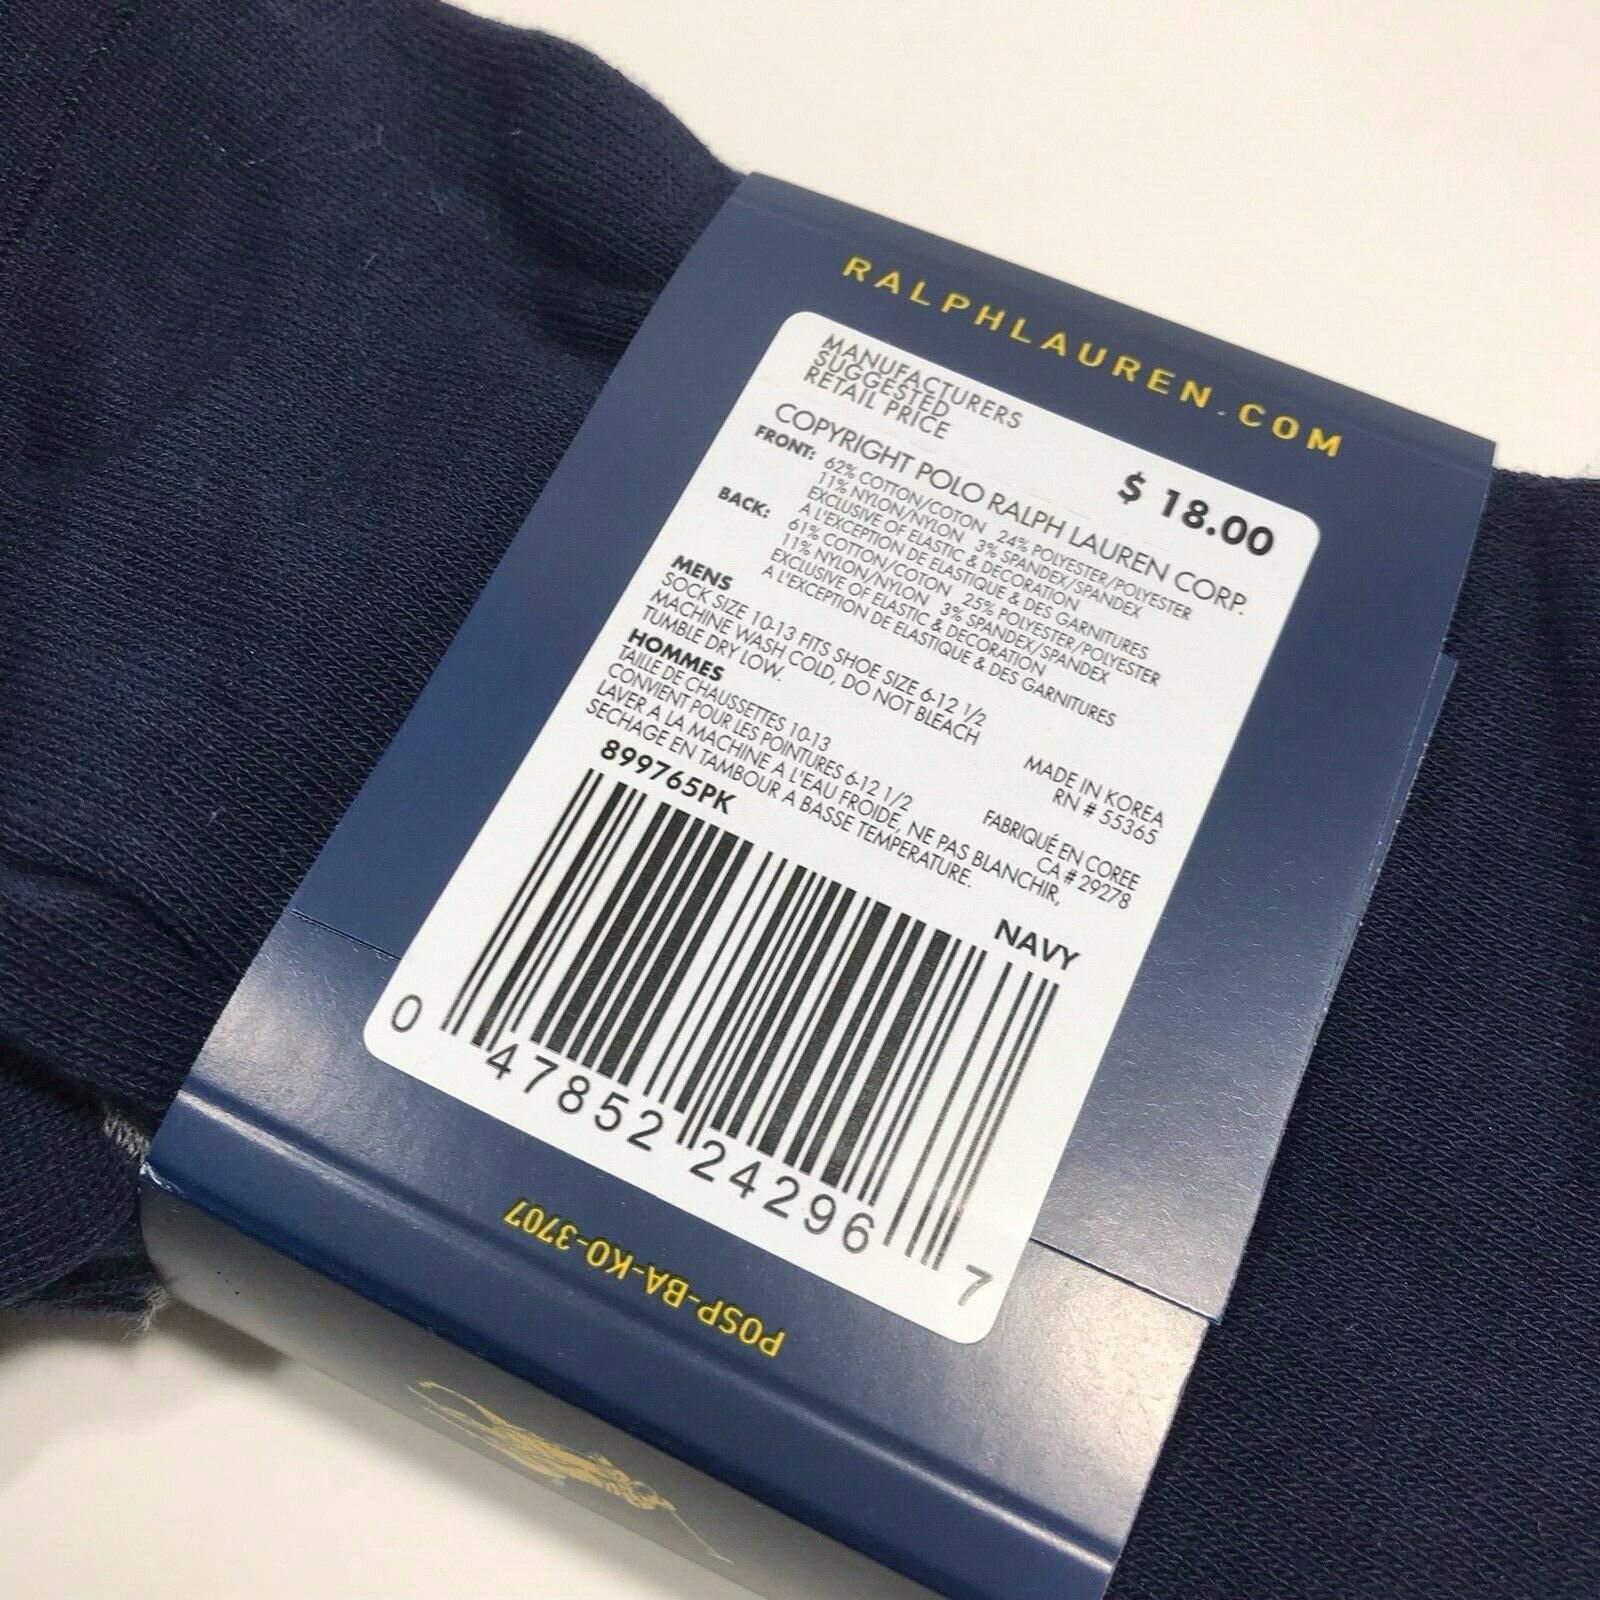 RALPHLAUREN.COM
MANUFACTURERS
SUGGESTED
RETAIL PRICE
$ 18.00
COPYRIGHT POLO RALPH LAUREN CORP.
FRONT: 62% COTTON/COTON 24% POLYESTER/POLYESTER
11% NYLON/NYLON 3% SPANDEX/SPANDEX
EXCLUSIVE OF ELASTIC & DECORATION
A L'EXCEPTION DE ELASTIQUE & DES GARNITURES
BACK: 61% COTTON/COTON 25% POLYESTER/POLYESTER
11% NYLON/NYLON 3% SPANDEX/SPANDEX
EXCLUSIVE OF ELASTIC & DECORATION
A L'EXCEPTION DE ELASTIQUE & DES GARNITURES
MENS
SOCK SIZE 10-13 FITS SHOE SIZE 6-12 1/2
MACHINE WASH COLD, DO NOT BLEACH
TUMBLE DRY LOW.
MADE IN KOREA
RN # 55365
HOMMES
TAILLE DE CHAUSSETTES 10-13
CONVIENT POUR LES POINTURES 6-12 1/2
LAVER A LA MACHINE A L'EAU FROIDE, NE PAS BLANCHIR,
SECHAGE EN TAMBOUR A BASSE TEMPERATURE.
FABRIQUÉ EN COREE
CA # 29278
899765PK
NAVY
0 47852 24296 7
POSP-BA-KO-3707